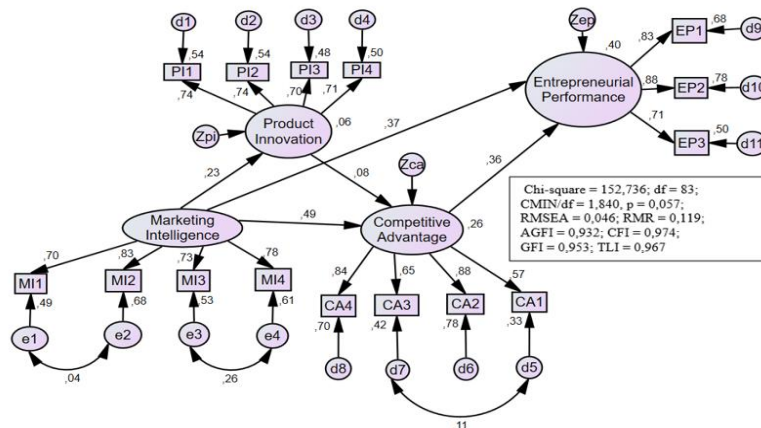 d1
d2
d3
d4
,54
,54
,48
,50
PI1
PI2
PI3
PI4
,74
,74
,70
,71
Zpi
Product
Innovation
,06
Zep
,40
Entrepreneurial
Performance
,83
EP1
,68
d9
,88
EP2
,78
d10
,71
EP3
,50
d11
,37
,23
,08
Zca
,36
Marketing
Intelligence
,49
Competitive
Advantage
,26
Chi-square = 152,736; df = 83;
CMIN/df = 1,840, p = 0,057;
RMSEA = 0,046; RMR = 0,119;
AGFI = 0,932; CFI = 0,974;
GFI = 0,953; TLI = 0,967
,70
,83
,73
,78
MI1
MI2
MI3
MI4
,49
,68
,53
,61
e1
e2
e3
e4
,04
,26
,84
,65
,88
,57
CA4
CA3
CA2
CA1
,70
,42
,78
,33
d8
d7
d6
d5
11